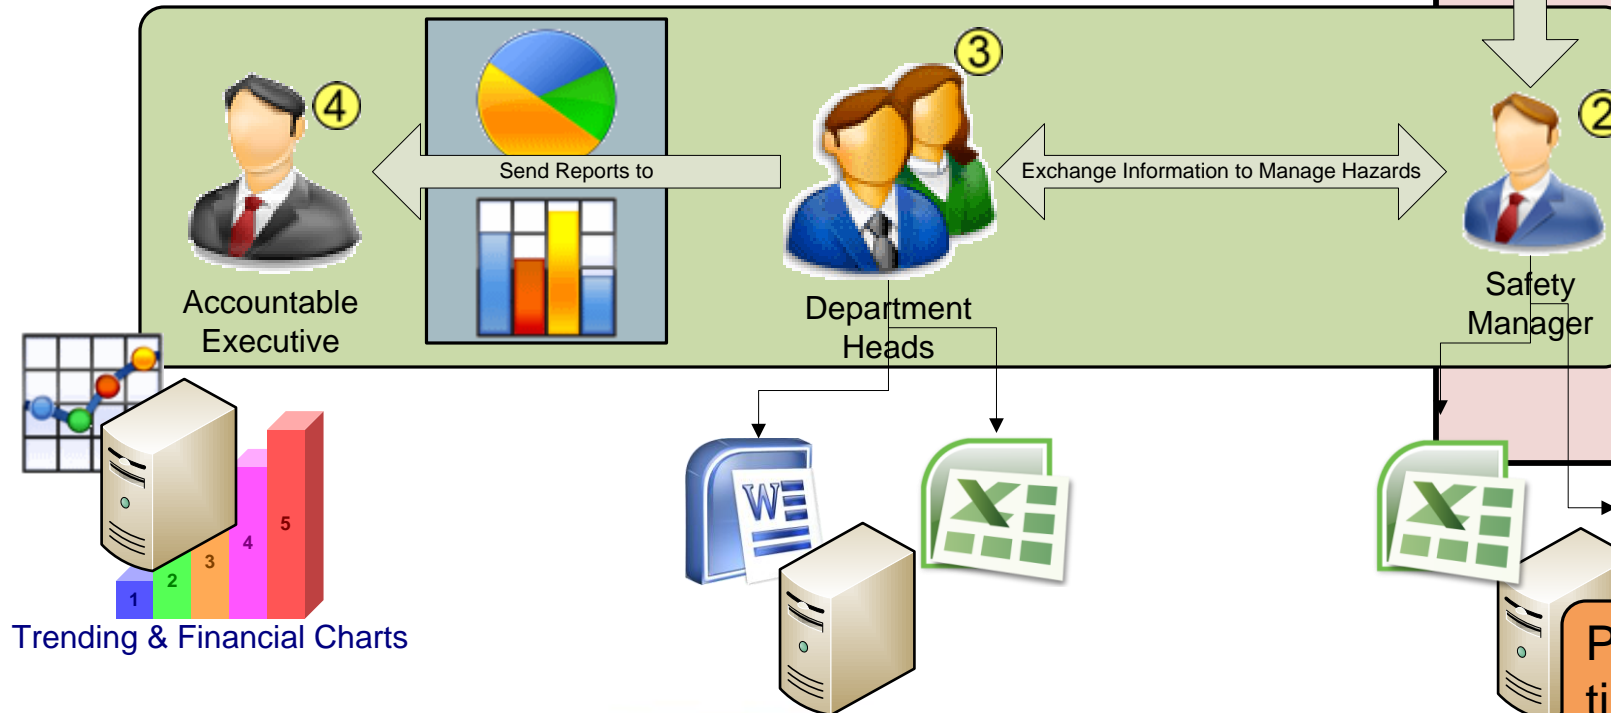 3
4
2
Send Reports to
Exchange Information to Manage Hazards
Accountable
Executive
Department
Heads
Safety
Manager
W
X
X
5
4
3
2
1
Trending & Financial Charts
P
ti